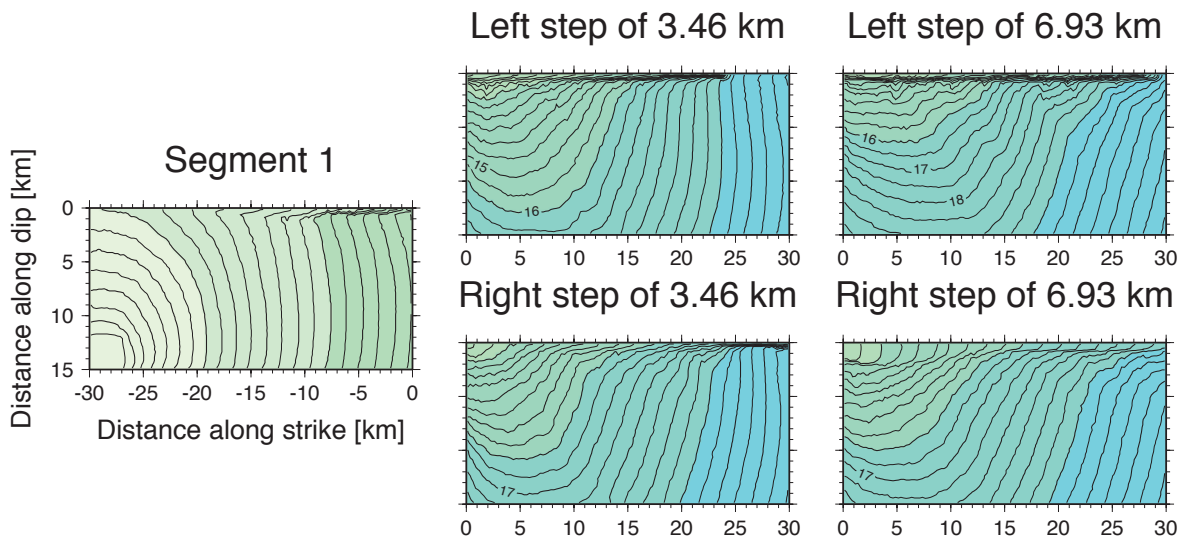 Left step of 3.46 km
Left step of 6.93 km
Segment 1
Distance along dip [km]
0
5
10
15
-30 -25 -20 -15 -10 -5 0
Distance along strike [km]
15
16
0 5 10 15 20 25 30
16
17
18
0 5 10 15 20 25 30
Right step of 3.46 km
Right step of 6.93 km
17
0 5 10 15 20 25 30
17
0 5 10 15 20 25 30